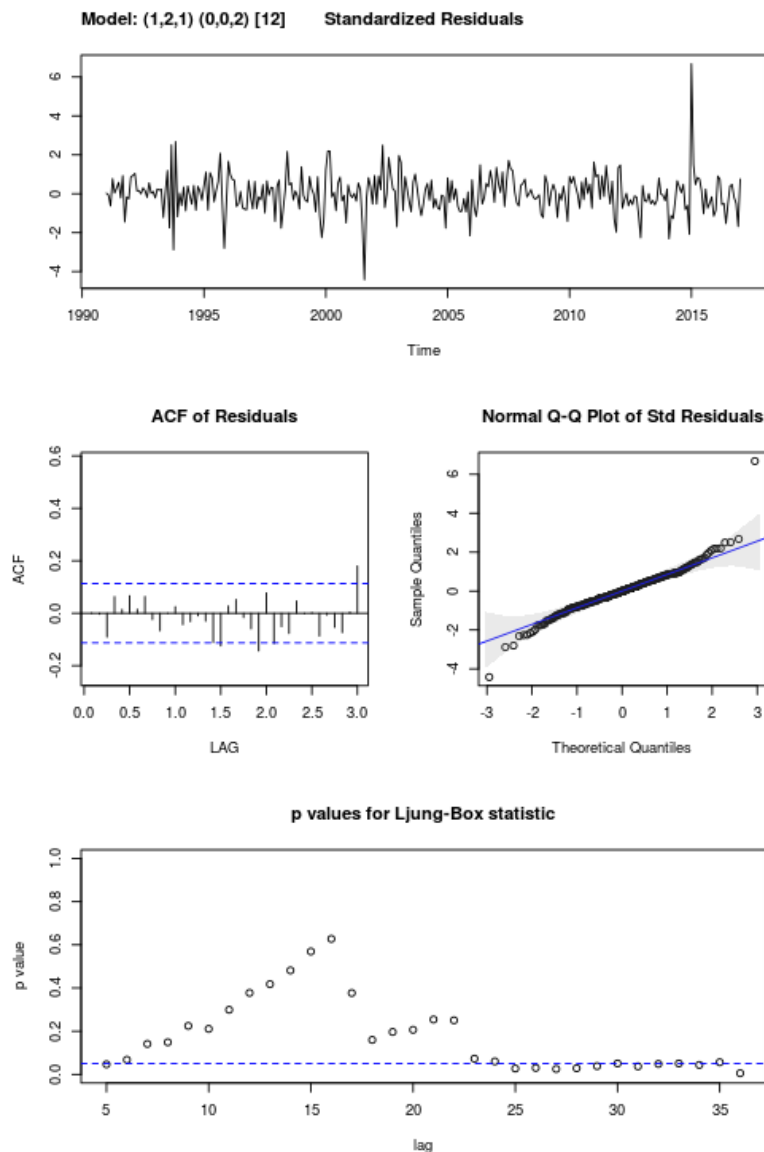 Model: (1,2,1) (0,0,2) [12] Standardized Residuals
6
4
2
0
-2
-4
1990 1995 2000 2005 2010 2015
Time
ACF of Residuals
ACF
0.6
0.4
0.2
0.0
-0.2
0.0 0.5 1.0 1.5 2.0 2.5 3.0
LAG
Normal Q-Q Plot of Std Residuals
Sample Quantiles
6
4
2
0
-2
-4
-3 -2 -1 0 1 2 3
Theoretical Quantiles
p values for Ljung-Box statistic
p value
1.0
0.8
0.6
0.4
0.2
0.0
5 10 15 20 25 30 35
lag